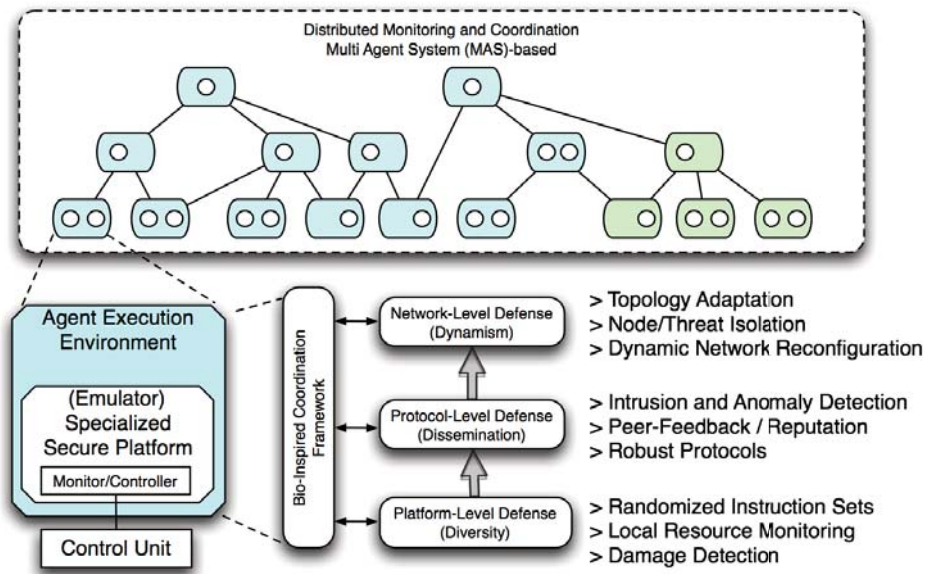 Distributed Monitoring and Coordination
Multi Agent System (MAS)-based
Agent Execution
Environment
(Emulator)
Specialized
Secure Platform
Monitor/Controller
Control Unit
Bio-Inspired Coordination
Framework
Network-Level Defense
(Dynamism)
> Topology Adaptation
> Node/Threat Isolation
> Dynamic Network Reconfiguration
Protocol-Level Defense
(Dissemination)
> Intrusion and Anomaly Detection
> Peer-Feedback / Reputation
> Robust Protocols
Platform-Level Defense
(Diversity)
> Randomized Instruction Sets
> Local Resource Monitoring
> Damage Detection